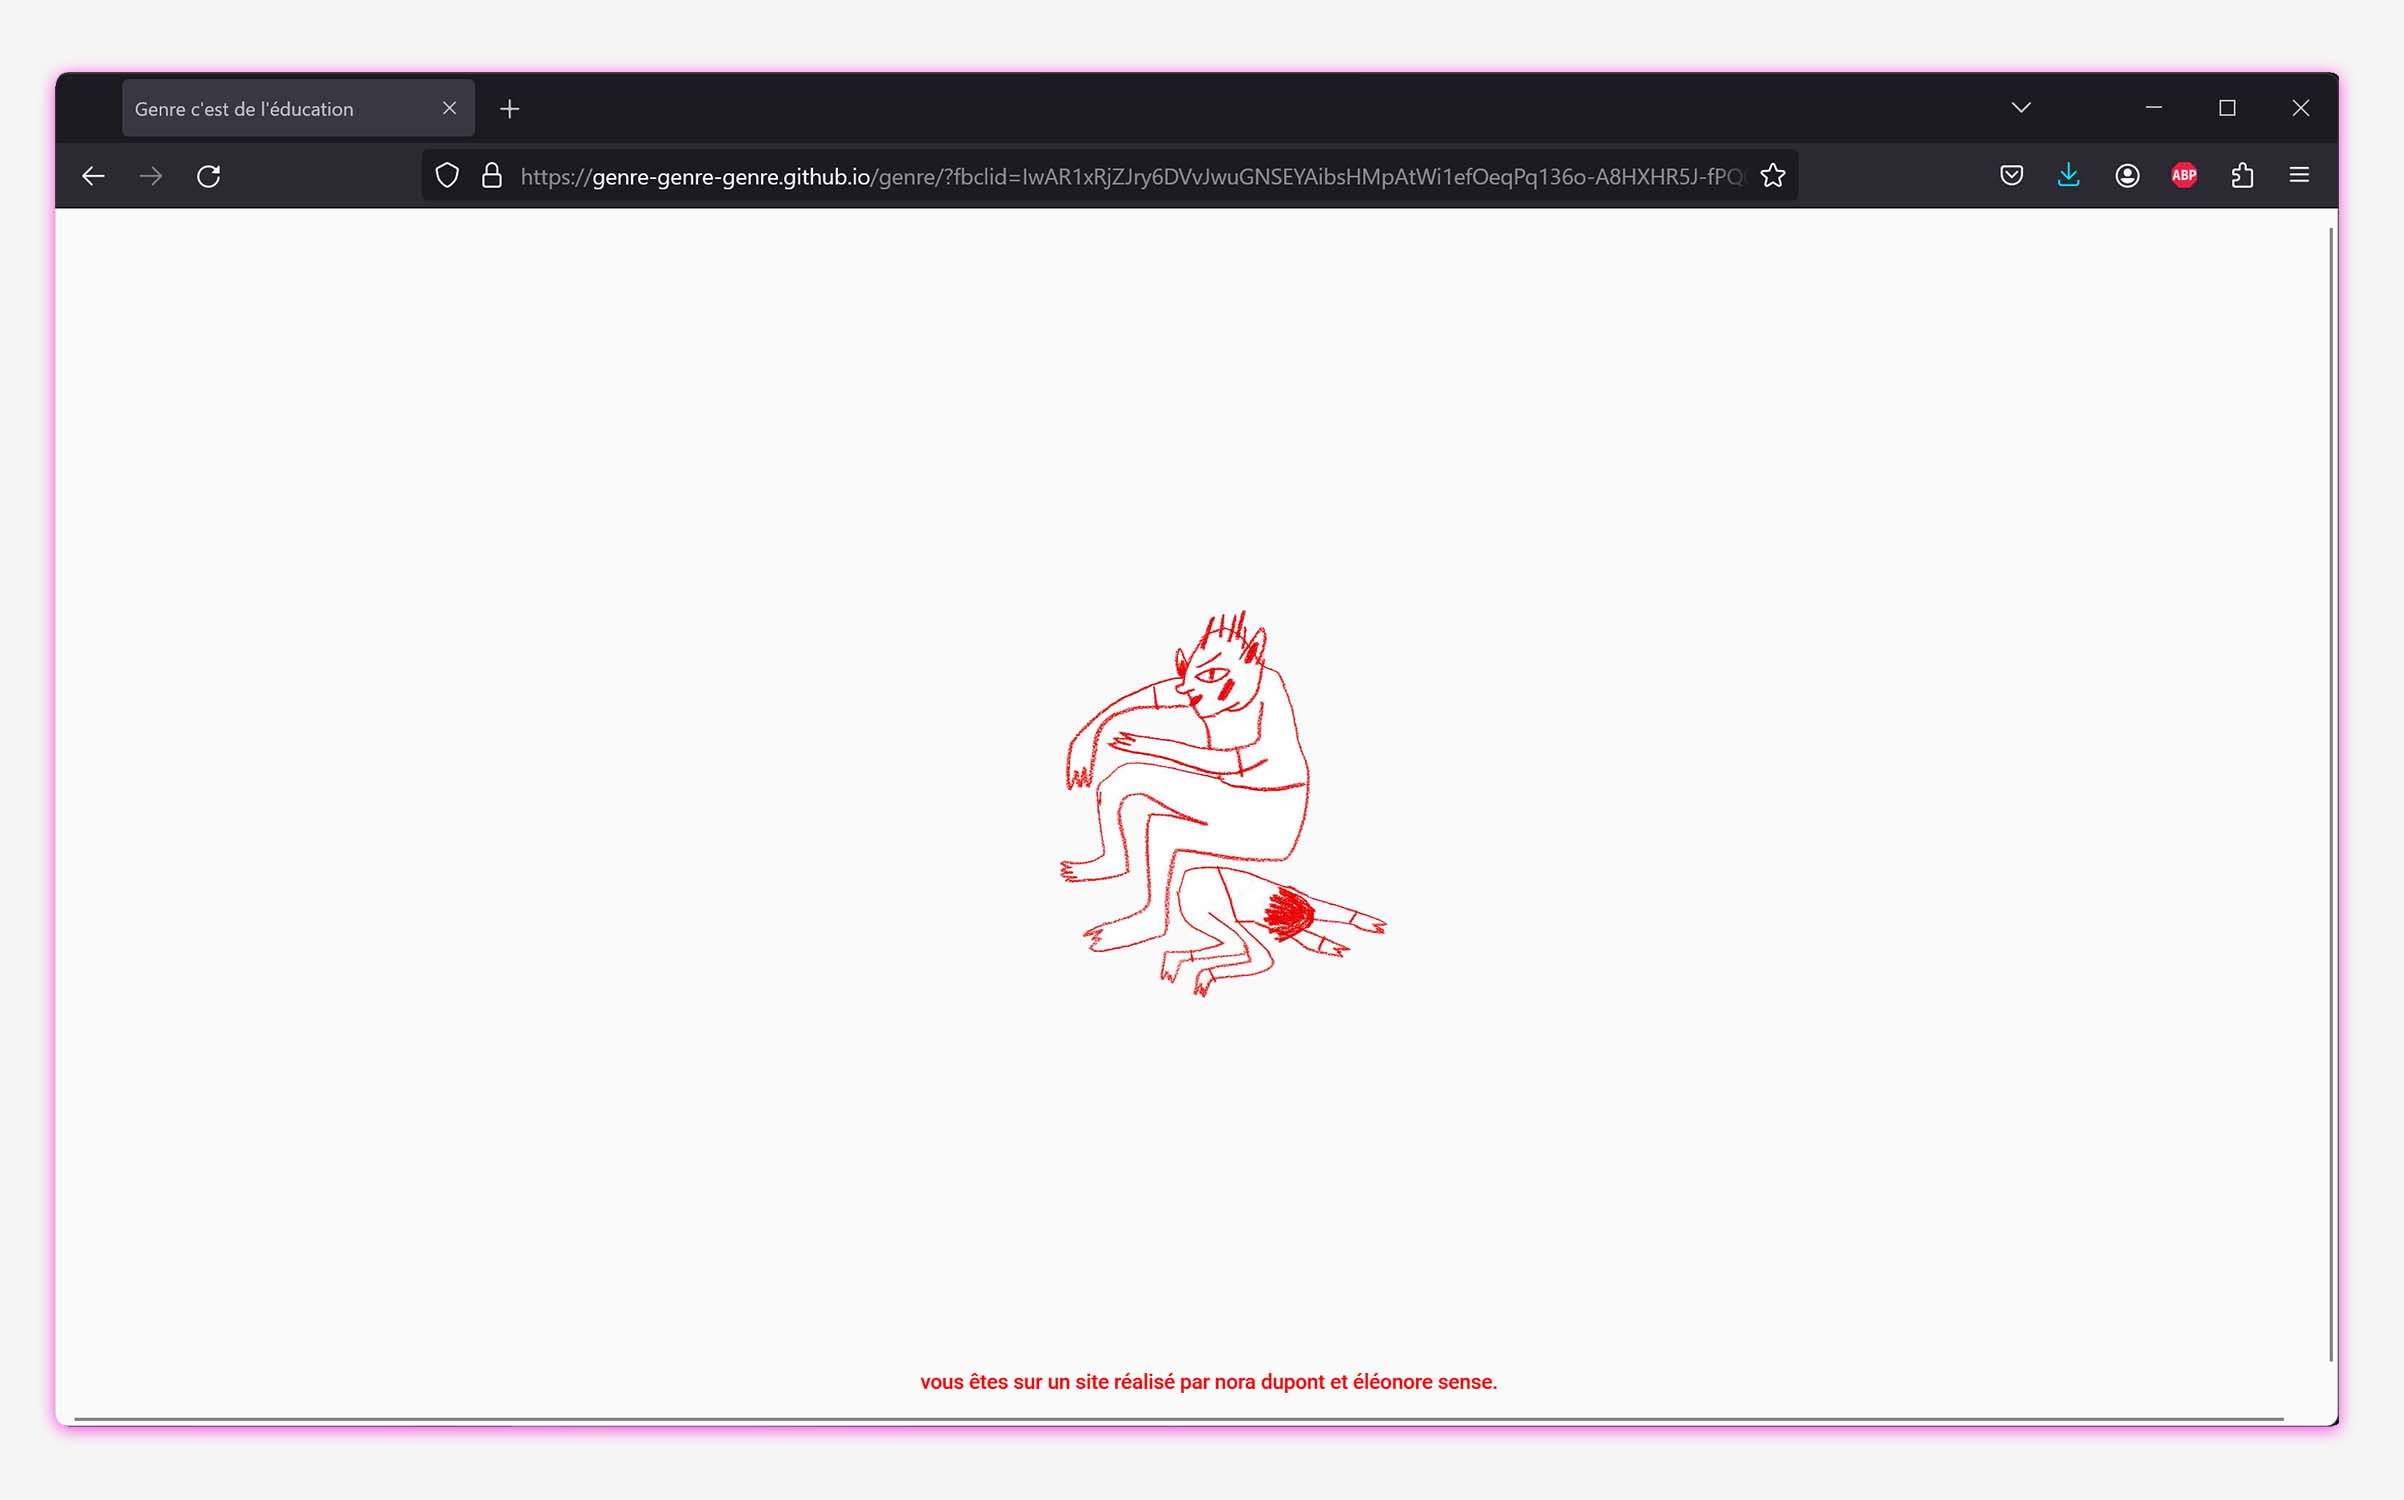 Genre c'est de l'éducation
https://genre-genre-genre.github.io/genre/?fbclid=IwAR1xRjZJry6DVvJwuGNSEYAibsHMpAtWi1efOeqPq136o-A8HXHR5J-fPQ
ABP
vous êtes sur un site réalisé par nora dupont et éléonore sense.